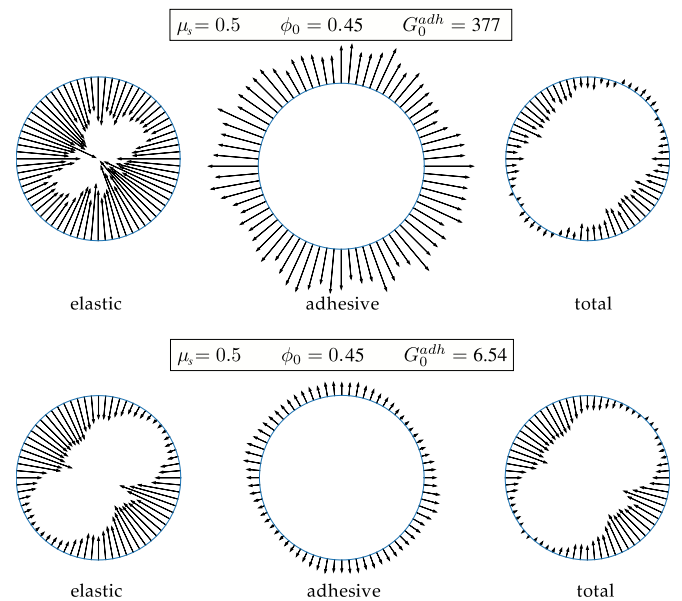 μₛ = 0.5 ϕ₀ = 0.45 G₀ᵃᵈʰ = 377
elastic adhesive total
μₛ = 0.5 ϕ₀ = 0.45 G₀ᵃᵈʰ = 6.54
elastic adhesive total